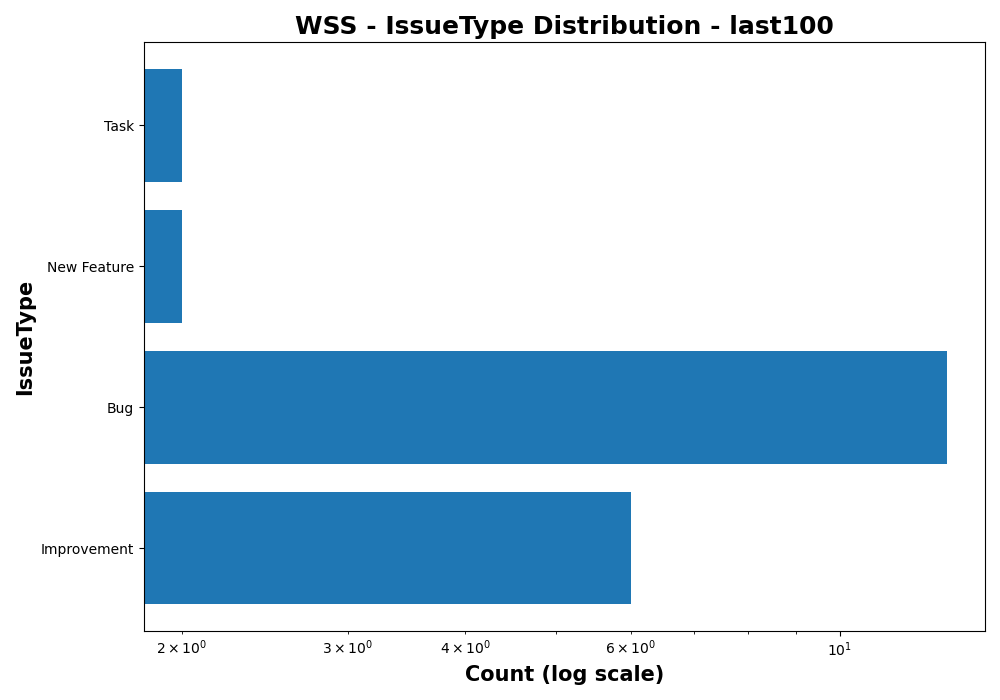 WSS - IssueType Distribution - last100
IssueType
Task
New Feature
Bug
Improvement
2 × 10⁰
3 × 10⁰
4 × 10⁰
6 × 10⁰
10¹
Count (log scale)